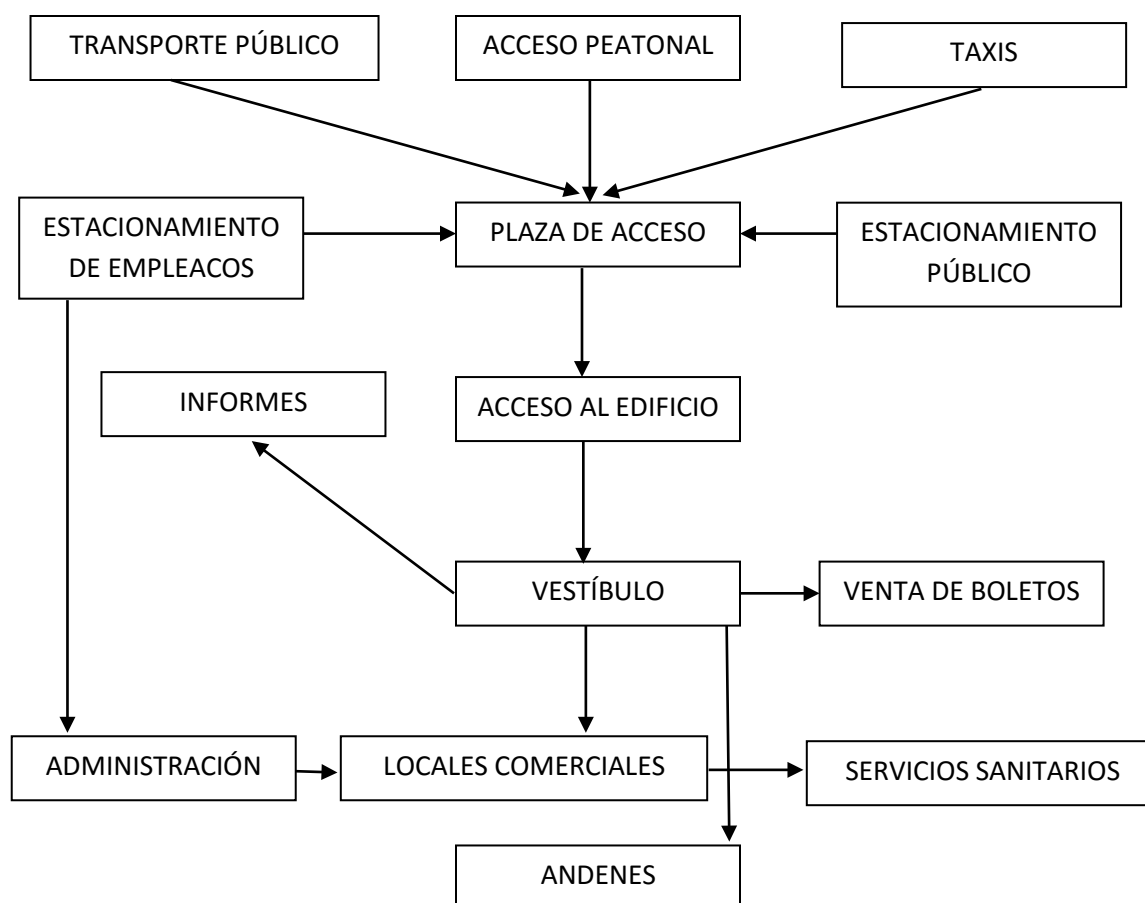 TRANSPORTE PÚBLICO
ACCESO PEATONAL
TAXIS
ESTACIONAMIENTO
DE EMPLEACOS
PLAZA DE ACCESO
ESTACIONAMIENTO
PÚBLICO
INFORMES
ACCESO AL EDIFICIO
VESTÍBULO
VENTA DE BOLETOS
ADMINISTRACIÓN
LOCALES COMERCIALES
SERVICIOS SANITARIOS
ANDENES